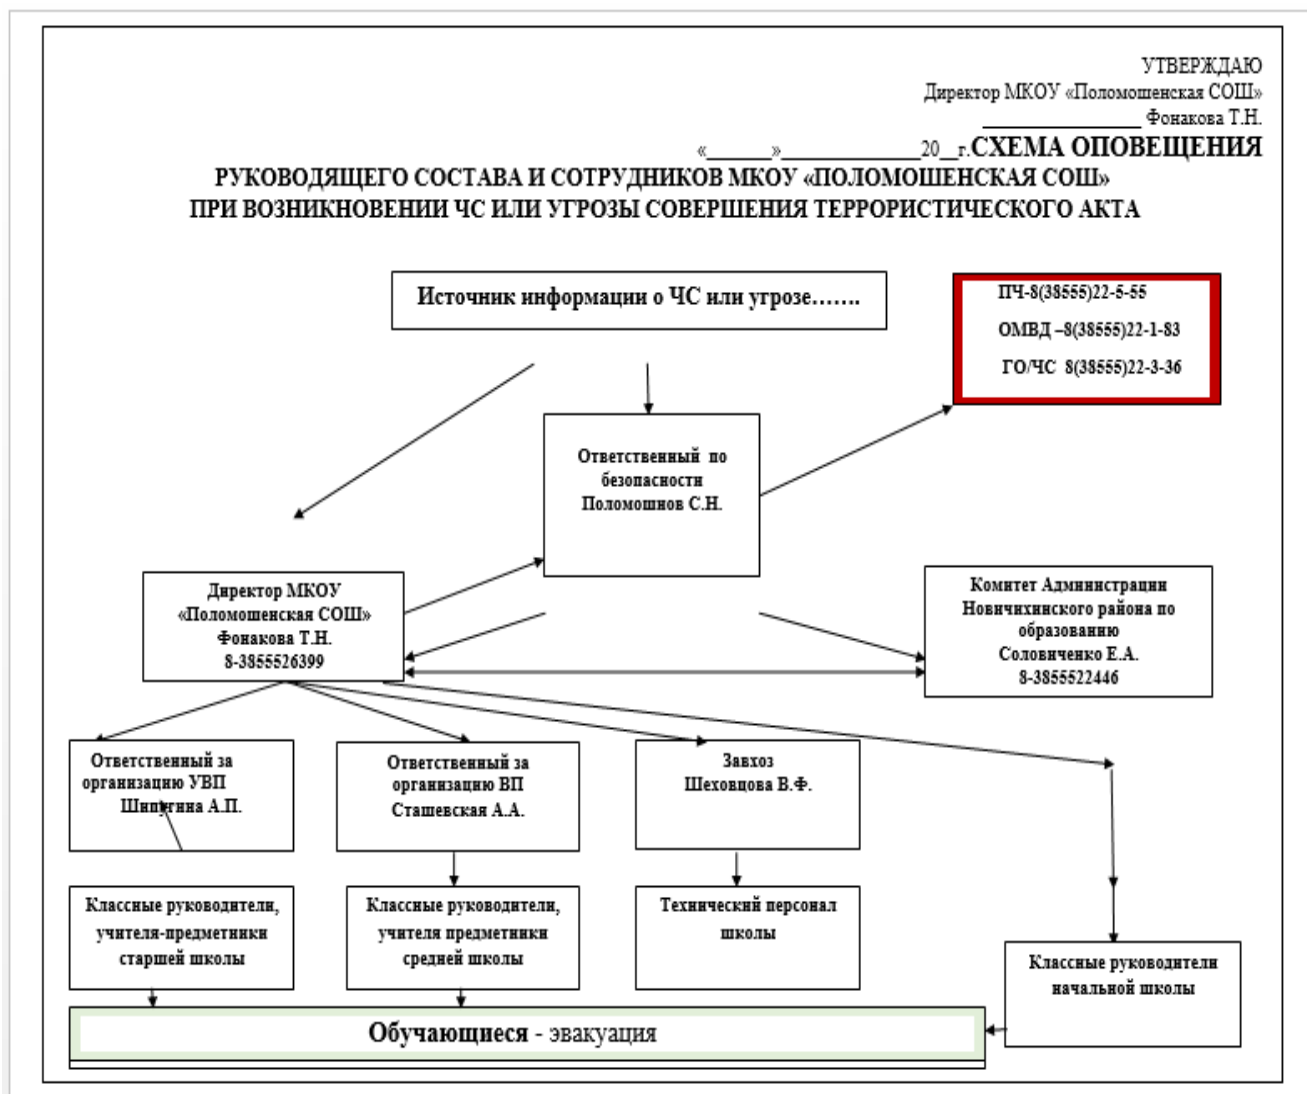 УТВЕРЖДАЮ
Директор МКОУ «Поломошенская СОШ»
________________ Фонакова Т.Н.
«_______»_______________20__г.СХЕМА ОПОВЕЩЕНИЯ
РУКОВОДЯЩЕГО СОСТАВА И СОТРУДНИКОВ МКОУ «ПОЛОМОШЕНСКАЯ СОШ»
ПРИ ВОЗНИКНОВЕНИИ ЧС ИЛИ УГРОЗЫ СОВЕРШЕНИЯ ТЕРРОРИСТИЧЕСКОГО АКТА
Источник информации о ЧС или угрозе…….
ПЧ-8(38555)22-5-55
ОМВД –8(38555)22-1-83
ГО/ЧС 8(38555)22-3-36
Ответственный по
безопасности
Поломошнов С.Н.
Директор МКОУ
«Поломошенская СОШ»
Фонакова Т.Н.
8-3855526399
Комитет Администрации
Новичихинского района по
образованию
Соловиченко Е.А.
8-3855522446
Ответственный за
организацию УВП
Шипугина А.П.
Ответственный за
организацию ВП
Сташевская А.А.
Завхоз
Шеховцова В.Ф.
Классные руководители,
учителя-предметники
старшей школы
Классные руководители,
учителя предметники
средней школы
Технический персонал
школы
Классные руководители
начальной школы
Обучающиеся - эвакуация